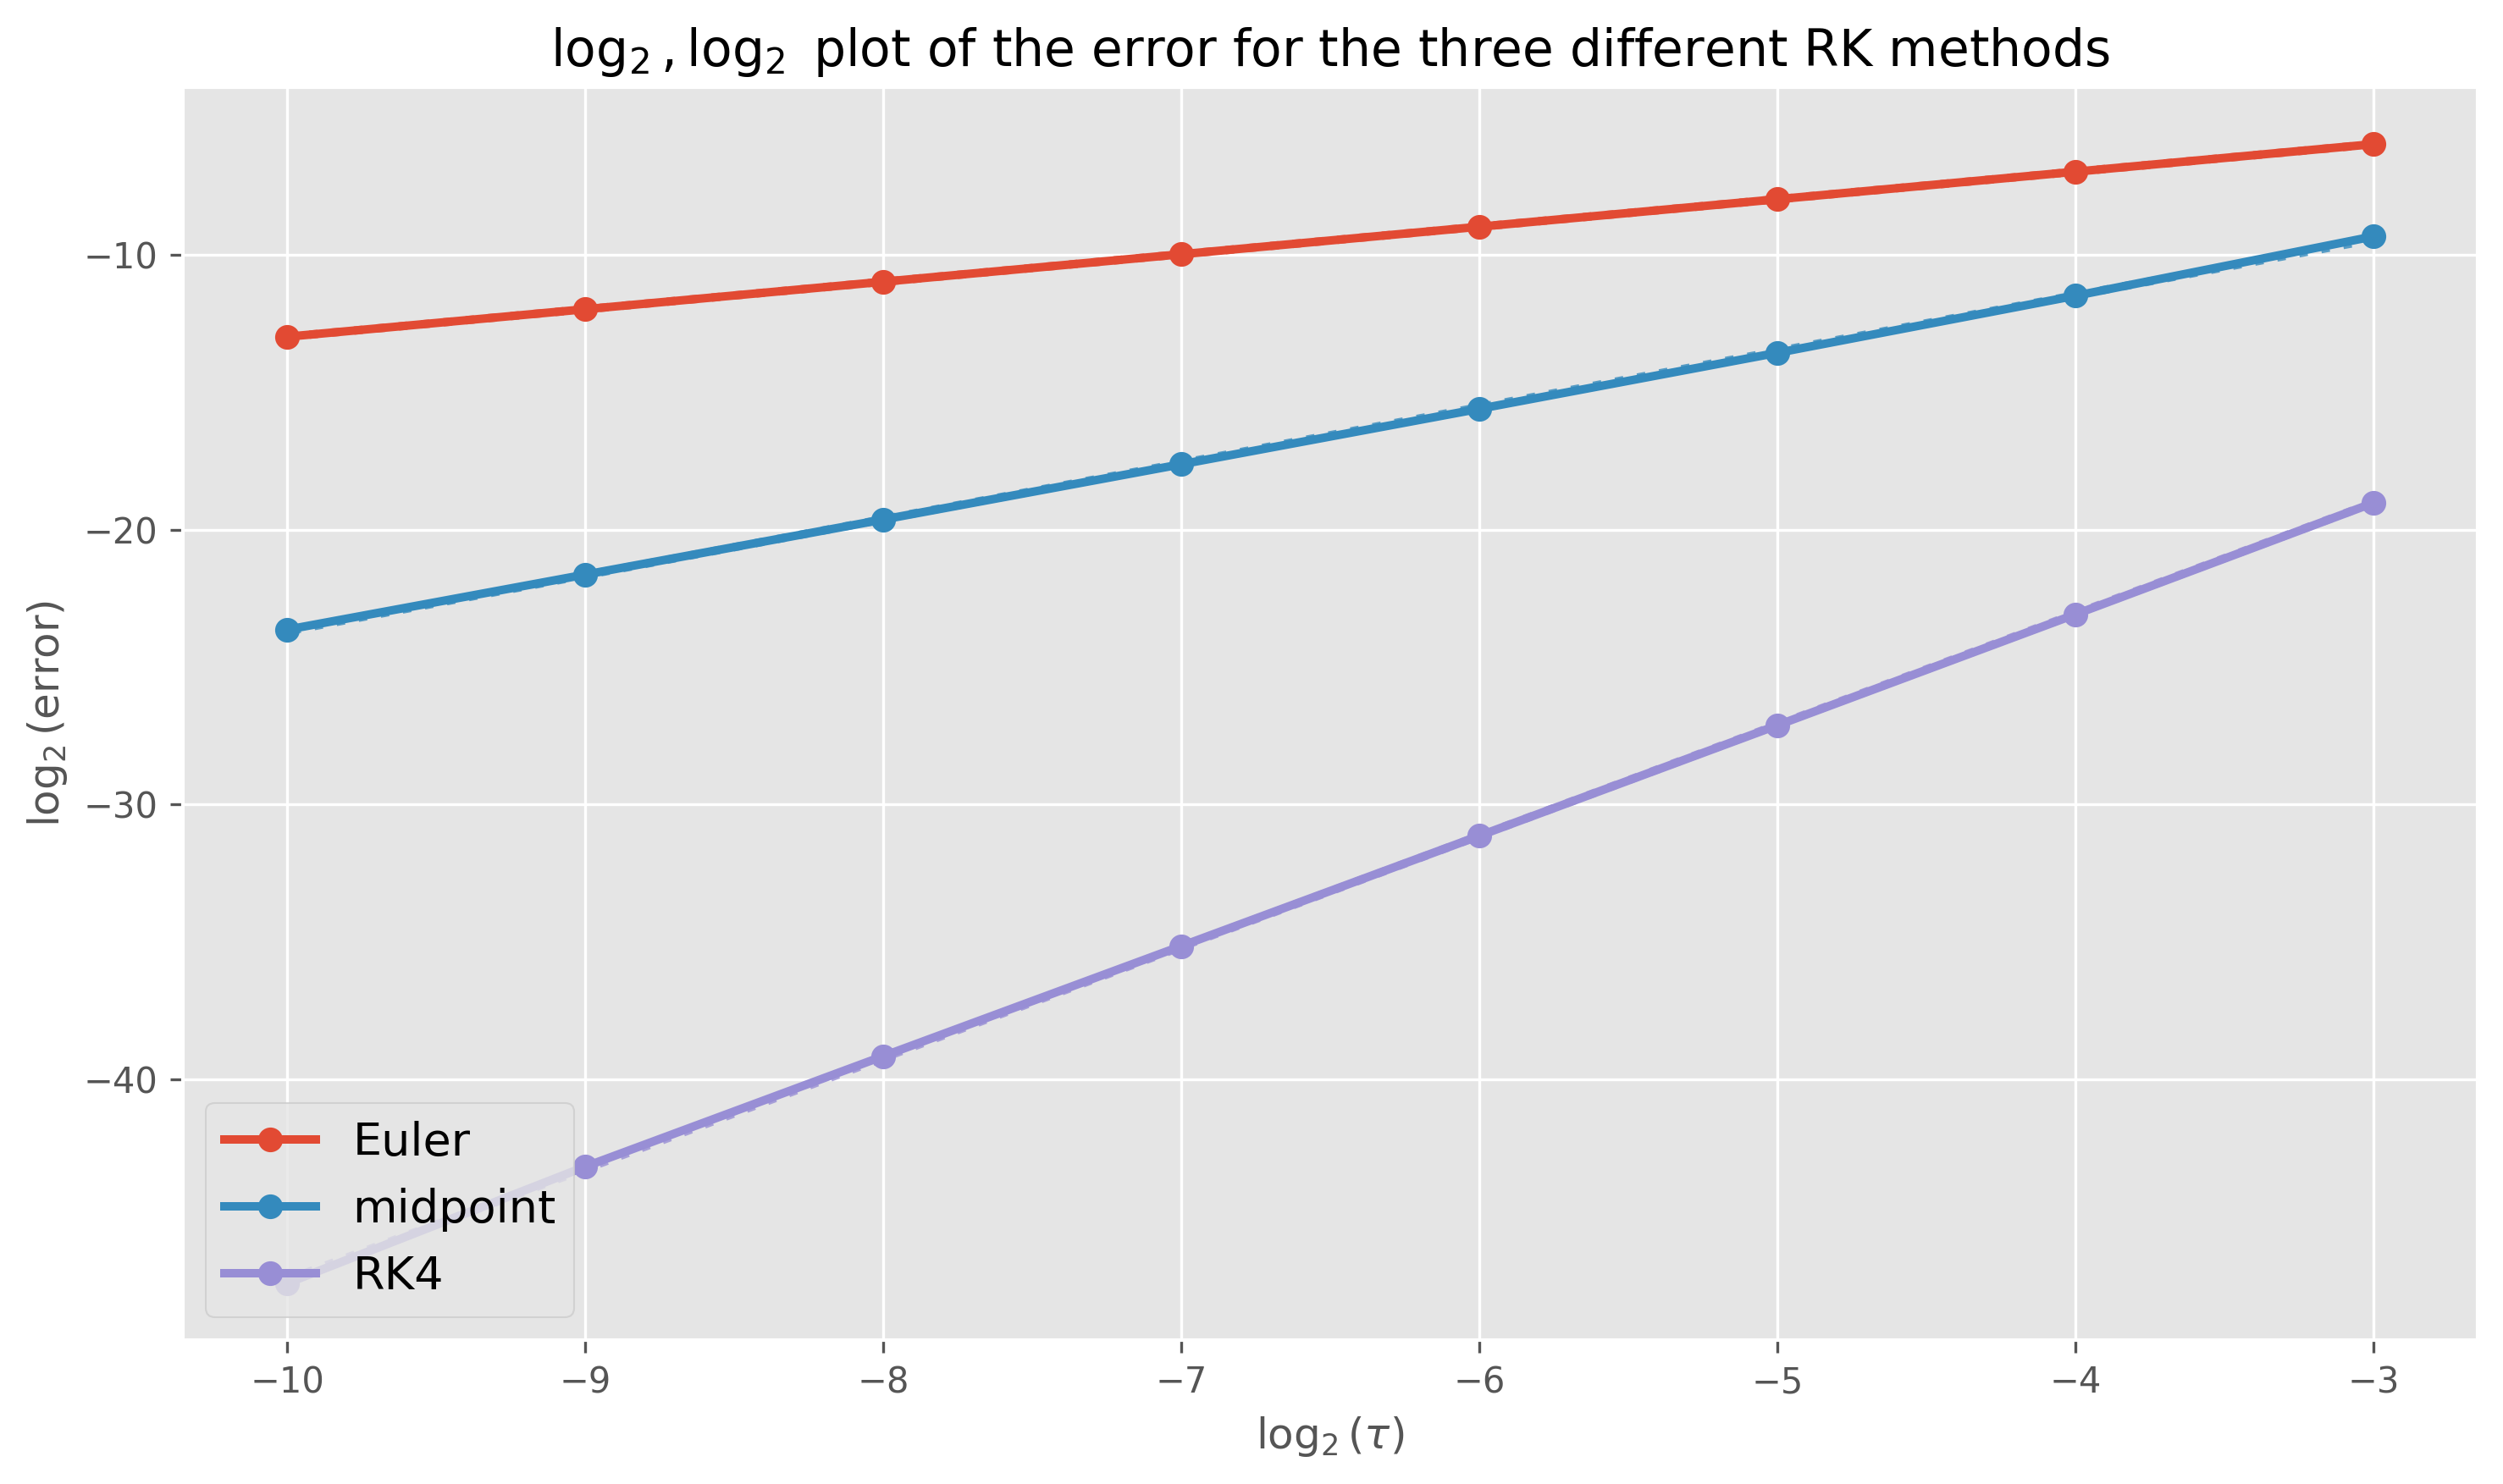 log₂, log₂ plot of the error for the three different RK methods
log₂(error)
−10
−20
−30
−40
Euler
midpoint
RK4
−10 −9 −8 −7 −6 −5 −4 −3
log₂(τ)